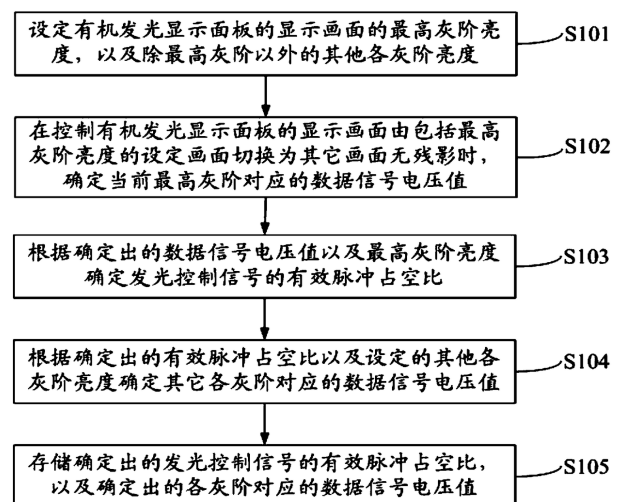 设定有机发光显示面板的显示画面的最高灰阶亮
度，以及除最高灰阶以外的其他各灰阶亮度
S101
在控制有机发光显示面板的显示画面由包括最高
灰阶亮度的设定画面切换为其它画面无残影时，
确定当前最高灰阶对应的数据信号电压值
S102
根据确定出的数据信号电压值以及最高灰阶亮度
确定发光控制信号的有效脉冲占空比
S103
根据确定出的有效脉冲占空比以及设定的其他各
灰阶亮度确定其它各灰阶对应的数据信号电压值
S104
存储确定出的发光控制信号的有效脉冲占空比，
以及确定出的各灰阶对应的数据信号电压值
S105